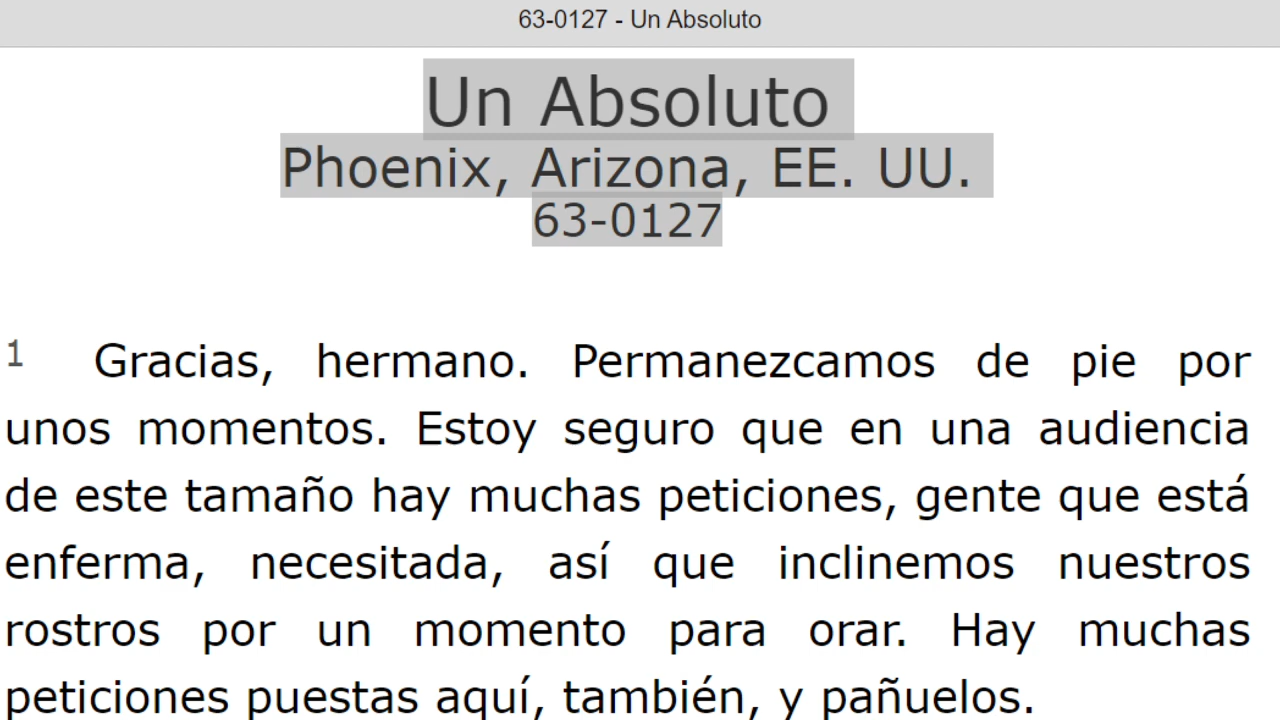 63-0127 - Un Absoluto
Un Absoluto
Phoenix, Arizona, EE. UU.
63-0127
1 Gracias, hermano. Permanezcamos de pie por
unos momentos. Estoy seguro que en una audiencia
de este tamaño hay muchas peticiones, gente que está
enferma, necesitada, así que inclinemos nuestros
rostros por un momento para orar. Hay muchas
peticiones puestas aquí, también, y pañuelos.